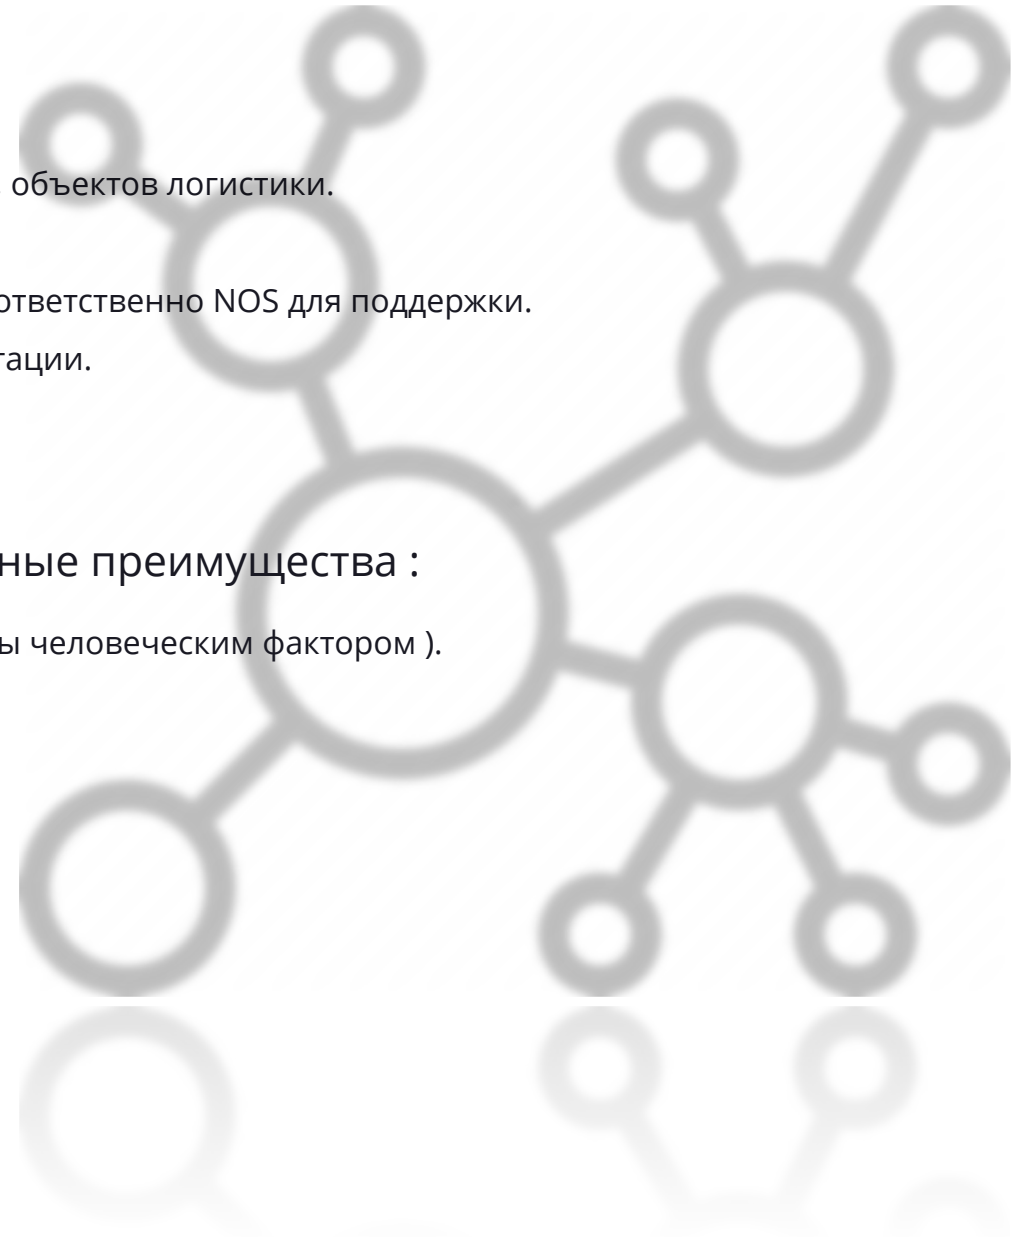 объектов логистики.
ответственно NOS для поддержки.
тации.
ные преимущества :
ы человеческим фактором ).